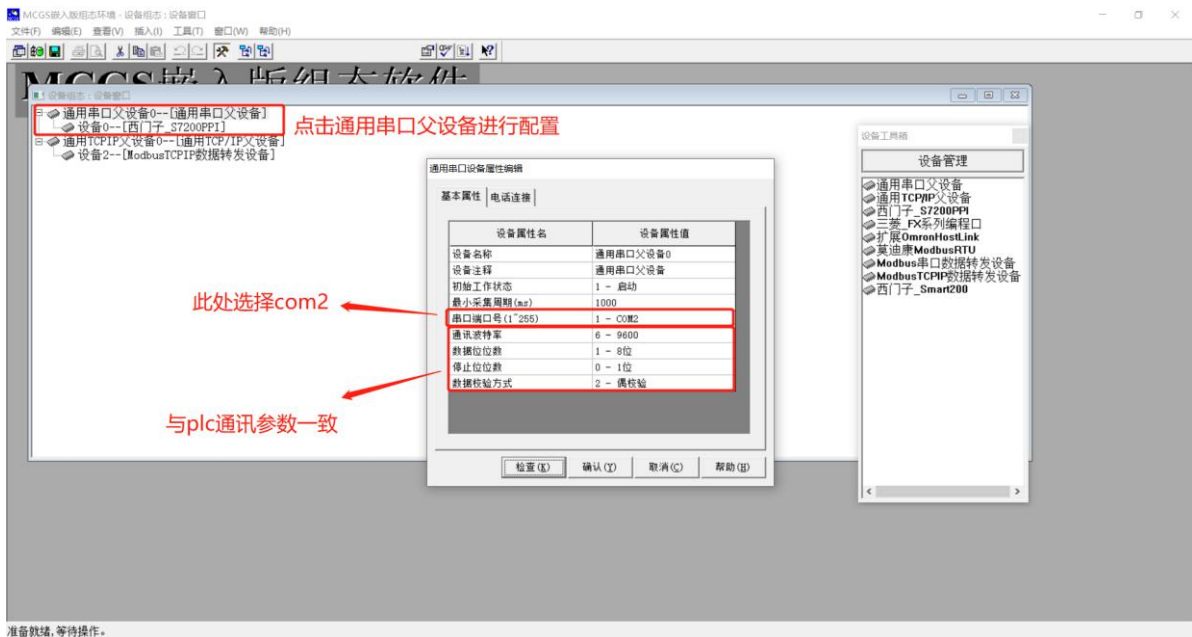 MCGS嵌入版组态环境 - 设备组态：设备窗口
文件(F) 编辑(E) 查看(V) 插入(I) 工具(T) 窗口(W) 帮助(H)
MCGS嵌入版组态软件
设备组态：设备窗口
通用串口父设备0--[通用串口父设备]
设备0--[西门子_S7200PPI]
通用TCPIP父设备0--[通用TCP/IP父设备]
设备2--[ModbusTCPIP数据转发设备]
点击通用串口父设备进行配置
通用串口设备属性编辑
基本属性 电话连接
设备属性名 设备属性值
设备名称 通用串口父设备0
设备注释 通用串口父设备
初始工作状态 1 - 启动
最小采集周期(ms) 1000
串口端口号(1~255) 1 - COM2
通讯波特率 6 - 9600
数据位位数 1 - 8位
停止位位数 0 - 1位
数据校验方式 2 - 偶校验
检查(K) 确认(Y) 取消(C) 帮助(H)
此处选择com2
与plc通讯参数一致
设备工具箱
设备管理
通用串口父设备
通用TCP/IP父设备
西门子_S7200PPI
三菱_FX系列编程口
扩展OmronHostLink
莫迪康ModbusRTU
Modbus串口数据转发设备
ModbusTCPIP数据转发设备
西门子_Smart200
准备就绪,等待操作。